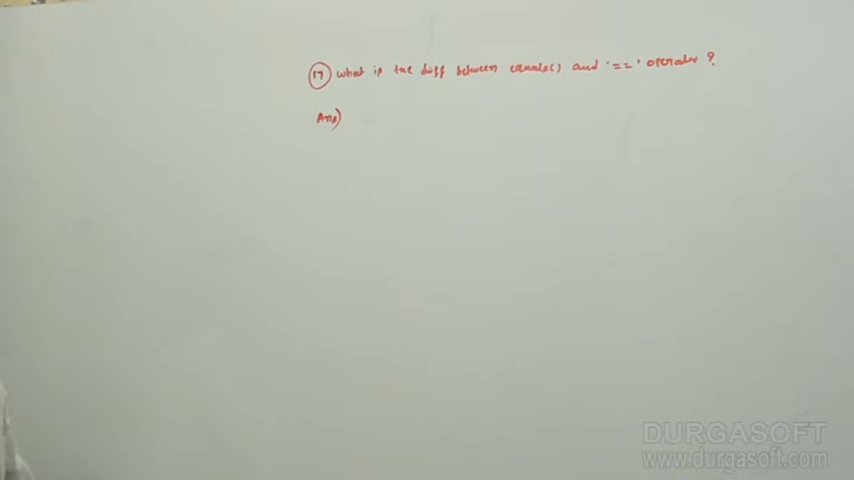 17 What is the diff between equals() and '==' operator ?
Ans)
DURGASOFT
www.durgasoft.com